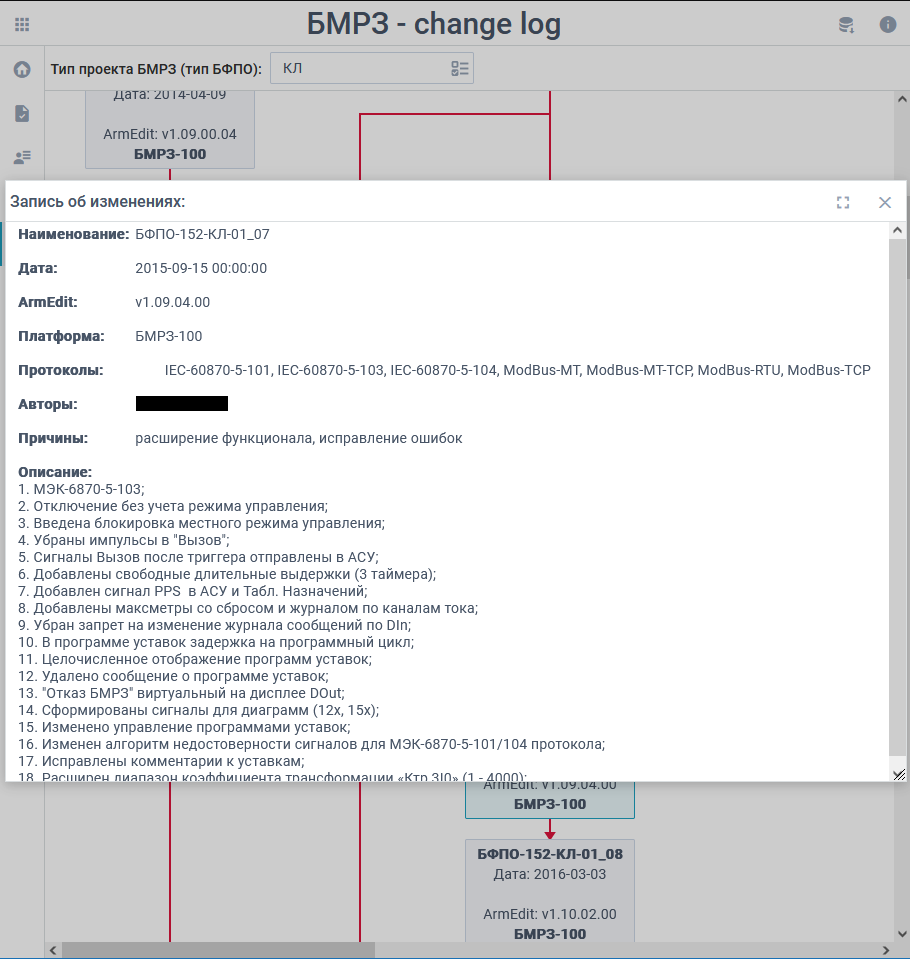 БМРЗ - change log
Тип проекта БМРЗ (тип БФПО): КЛ
Дата: 2014-04-09
ArmEdit: v1.09.00.04
БМРЗ-100
Запись об изменениях:
Наименование: БФПО-152-КЛ-01_07
Дата: 2015-09-15 00:00:00
ArmEdit: v1.09.04.00
Платформа: БМРЗ-100
Протоколы: IEC-60870-5-101, IEC-60870-5-103, IEC-60870-5-104, ModBus-MT, ModBus-MT-TCP, ModBus-RTU, ModBus-TCP
Авторы:
Причины: расширение функционала, исправление ошибок
Описание:
1. МЭК-6870-5-103;
2. Отключение без учета режима управления;
3. Введена блокировка местного режима управления;
4. Убраны импульсы в "Вызов";
5. Сигналы Вызов после триггера отправлены в АСУ;
6. Добавлены свободные длительные выдержки (3 таймера);
7. Добавлен сигнал PPS  в АСУ и Табл. Назначений;
8. Добавлены максметры со сбросом и журналом по каналам тока;
9. Убран запрет на изменение журнала сообщений по DIn;
10. В программе уставок задержка на программный цикл;
11. Целочисленное отображение программ уставок;
12. Удалено сообщение о программе уставок;
13. "Отказ БМРЗ" виртуальный на дисплее DOut;
14. Сформированы сигналы для диаграмм (12х, 15х);
15. Изменено управление программами уставок;
16. Изменен алгоритм недостоверности сигналов для МЭК-6870-5-101/104 протокола;
17. Исправлены комментарии к уставкам;
18. Расширен диапазон коэффициента трансформации «Ктр 3I0» (1 - 4000);
ArmEdit: v1.09.04.00
БМРЗ-100
БФПО-152-КЛ-01_08
Дата: 2016-03-03
ArmEdit: v1.10.02.00
БМРЗ-100